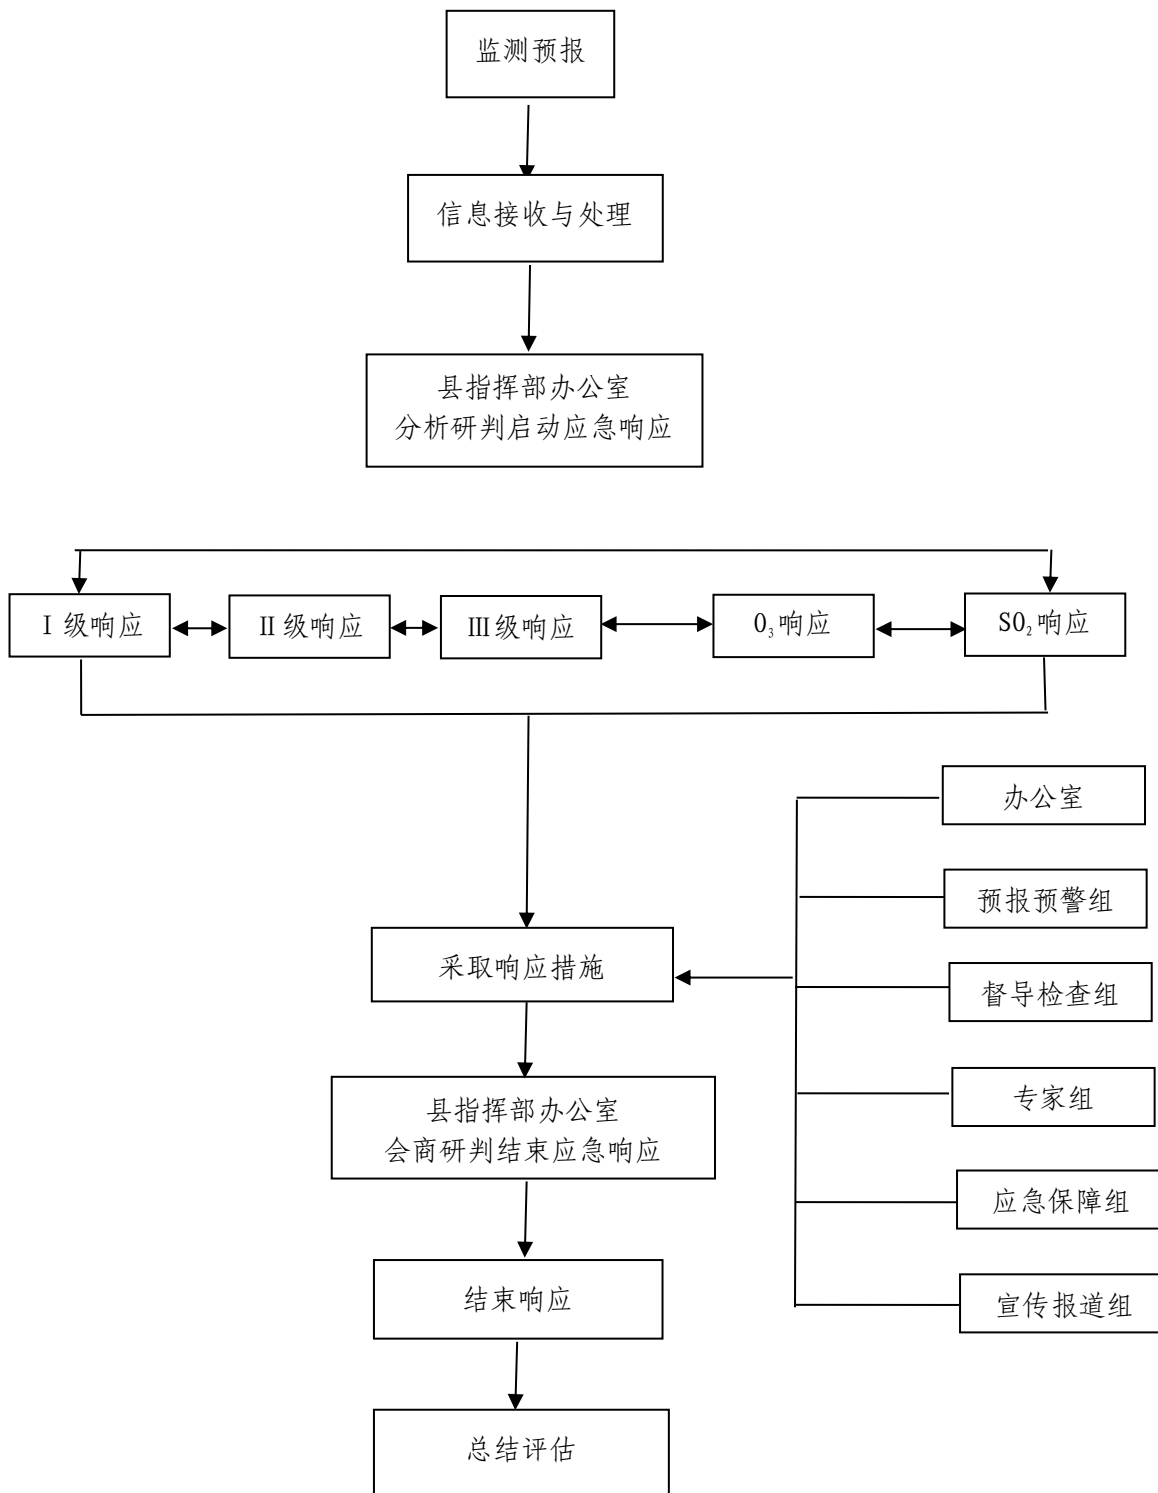 监测预报
信息接收与处理
县指挥部办公室
分析研判启动应急响应
Ⅰ 级响应
Ⅱ 级响应
Ⅲ级响应
O₃响应
SO₂响应
办公室
预报预警组
采取响应措施
督导检查组
专家组
县指挥部办公室
会商研判结束应急响应
应急保障组
结束响应
宣传报道组
总结评估